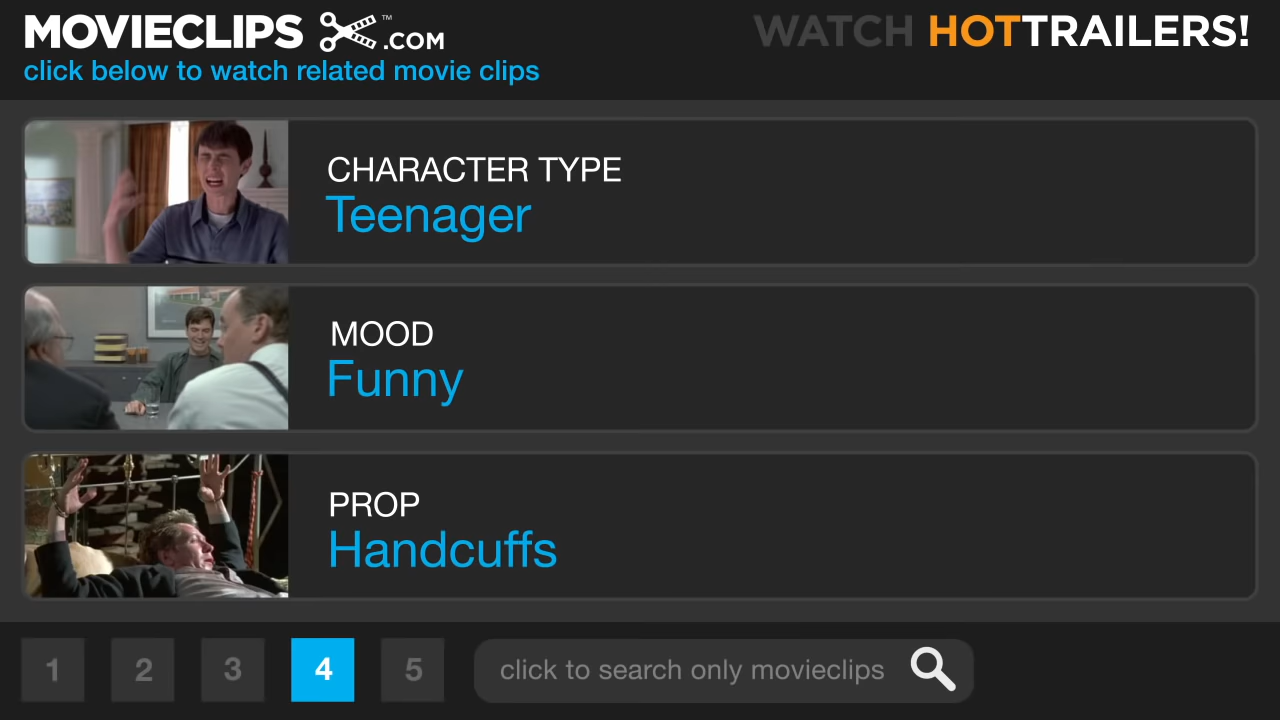 MOVIECLIPS ™.COM
WATCH HOTTRAILERS!
click below to watch related movie clips
CHARACTER TYPE
Teenager
MOOD
Funny
PROP
Handcuffs
1 2 3 4 5 click to search only movieclips